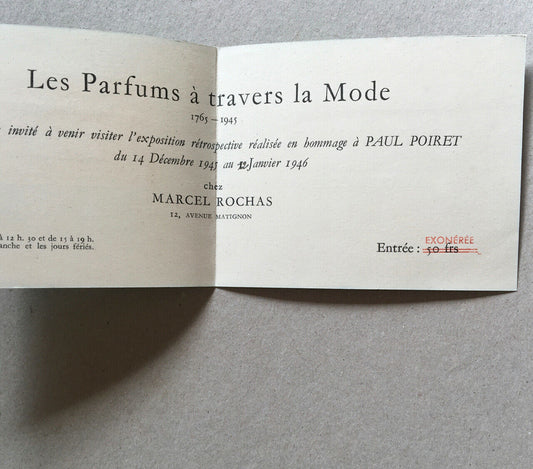 Les Parfums à travers la Mode
1765 – 1945
invité à venir visiter l'exposition rétrospective réalisée en hommage à PAUL POIRET
du 14 Décembre 1945 au Janvier 1946
chez
MARCEL ROCHAS
12, AVENUE MATIGNON
à 12 h. 30 et de 15 à 19 h.
anche et les jours fériés.
EXONÉRÉE
Entrée : 50 frs